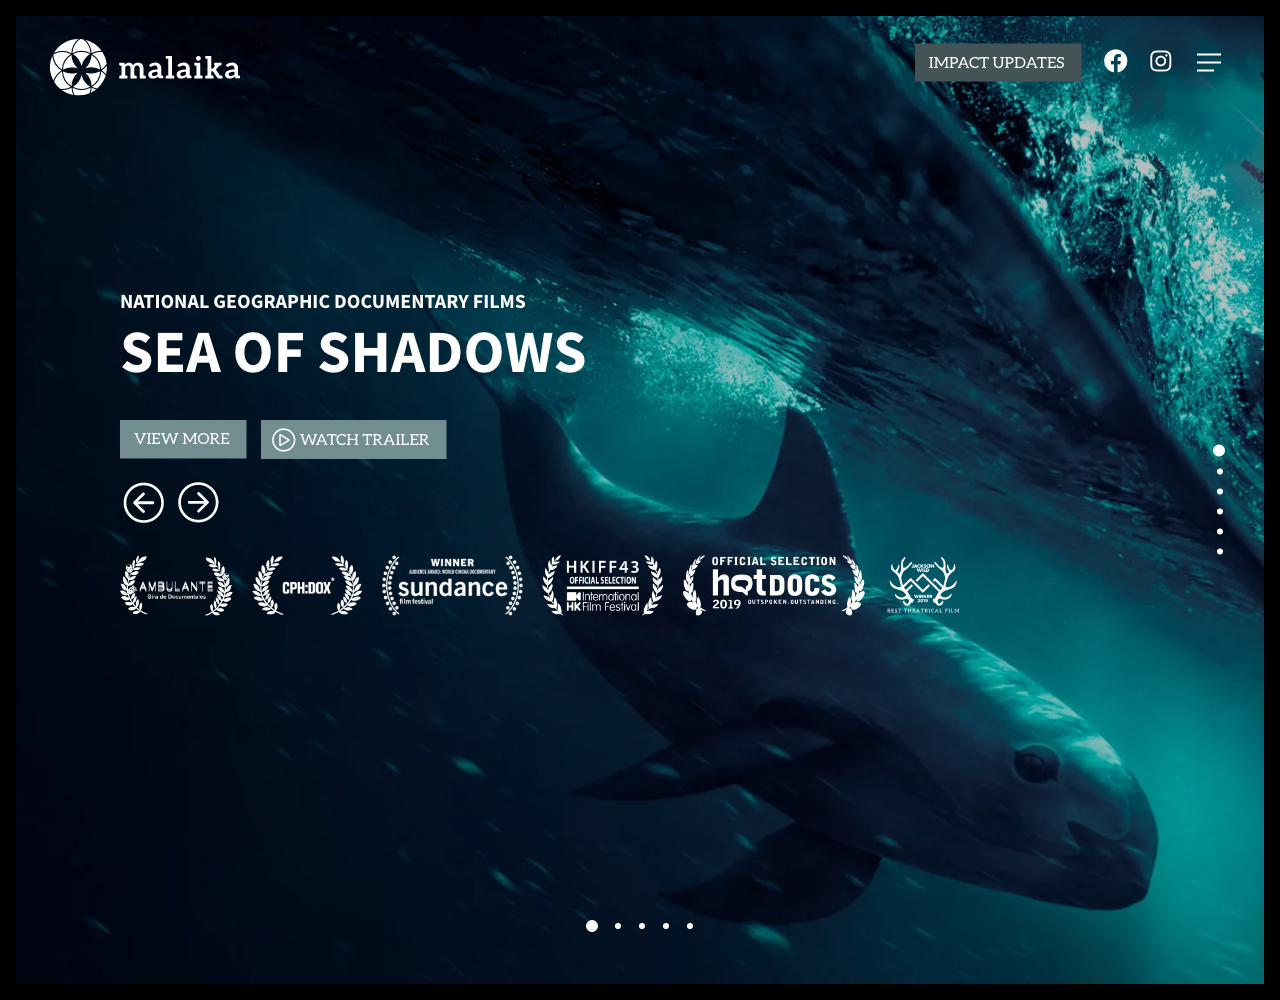 malaika
IMPACT UPDATES
NATIONAL GEOGRAPHIC DOCUMENTARY FILMS
SEA OF SHADOWS
VIEW MORE
WATCH TRAILER
AMBULANTE
Gira de Documentales
CPH:DOX
WINNER
AUDIENCE AWARD: WORLD CINEMA DOCUMENTARY
sundance
film festival
HKIFF43
OFFICIAL SELECTION
International
HK Film Festival
OFFICIAL SELECTION
hotDOCS
2019 OUTSPOKEN. OUTSTANDING.
JACKSON
WILD
WINNER
2019
BEST THEATRICAL FILM